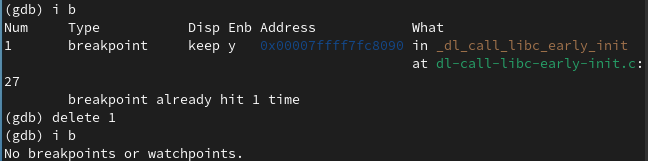 (gdb) i b
Num     Type           Disp Enb Address            What
1       breakpoint     keep y   0x00007ffff7fc8090 in _dl_call_libc_early_init
                                                   at dl-call-libc-early-init.c:
27
        breakpoint already hit 1 time
(gdb) delete 1
(gdb) i b
No breakpoints or watchpoints.